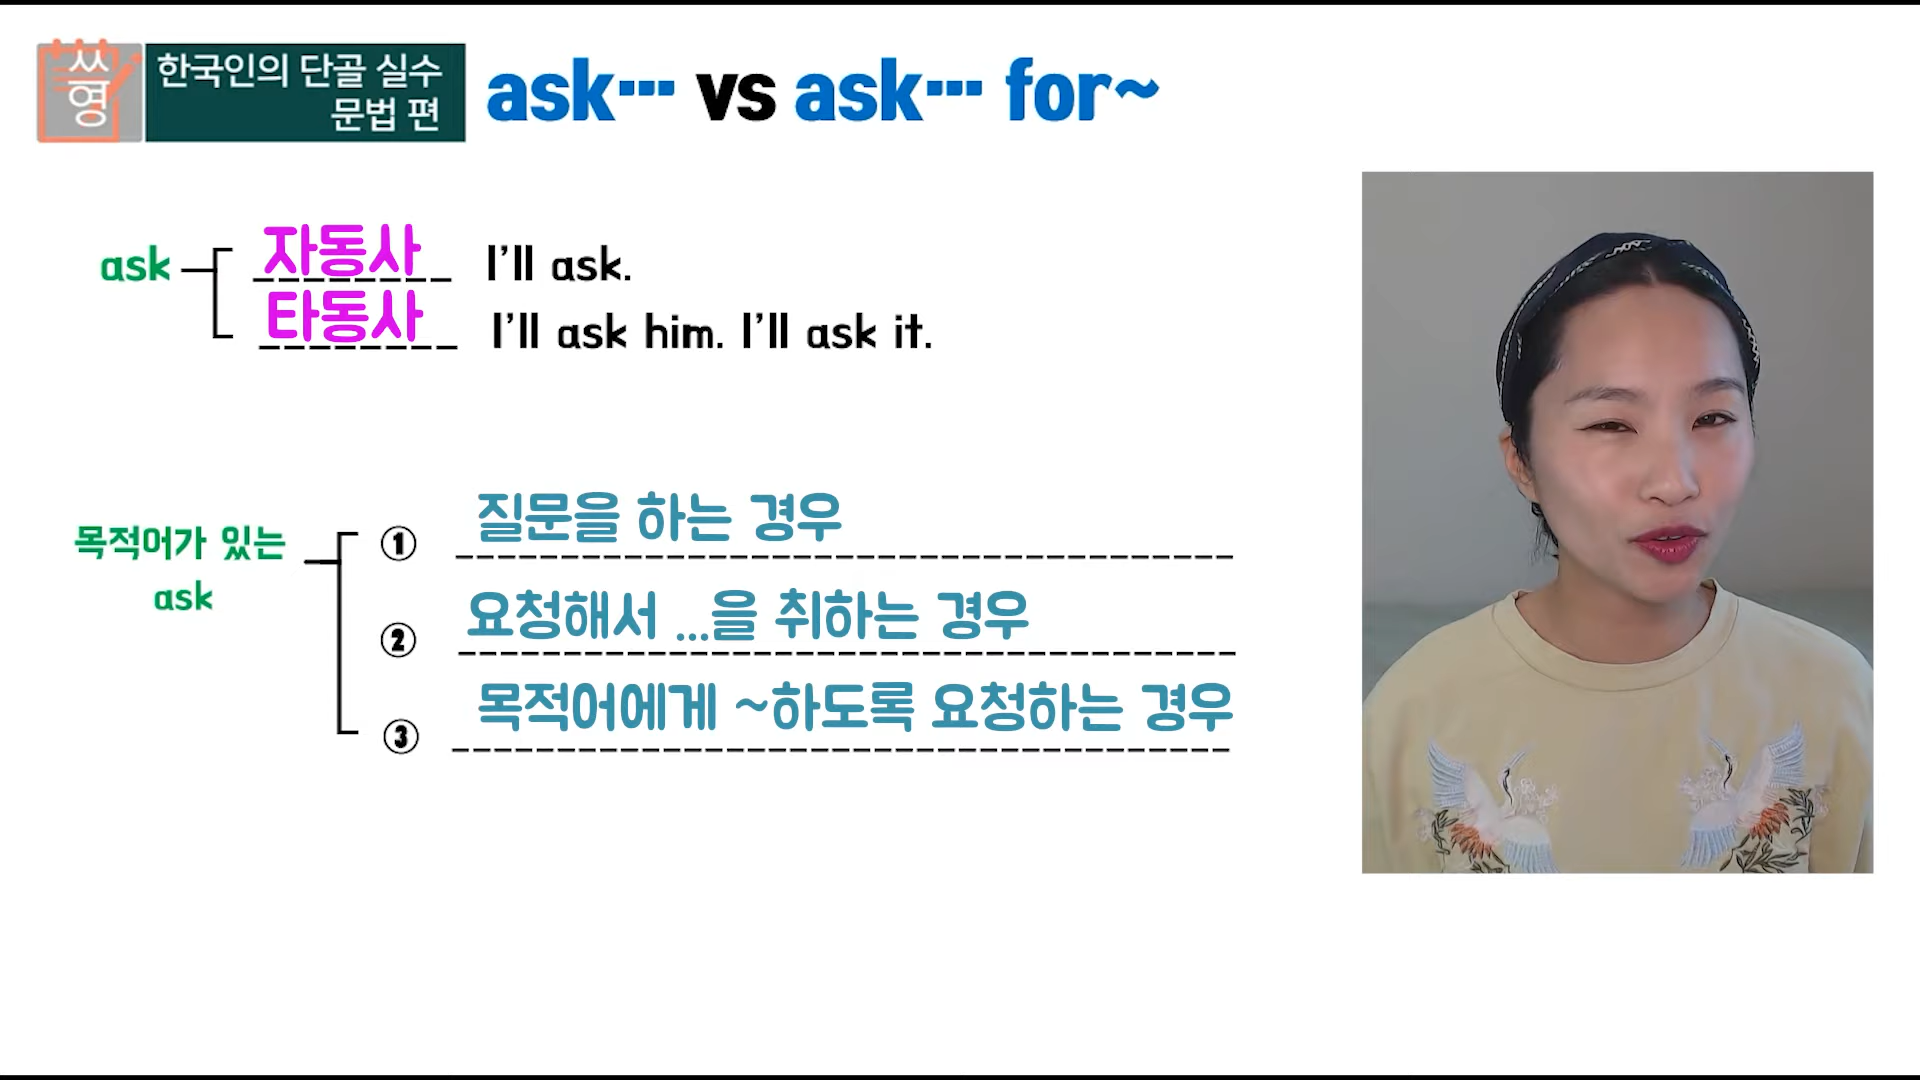 쓰영
한국인의 단골 실수
문법 편
ask··· vs ask··· for~
ask
자동사 I'll ask.
타동사 I'll ask him. I'll ask it.
목적어가 있는
ask
① 질문을 하는 경우
② 요청해서 ...을 취하는 경우
③ 목적어에게 ~하도록 요청하는 경우